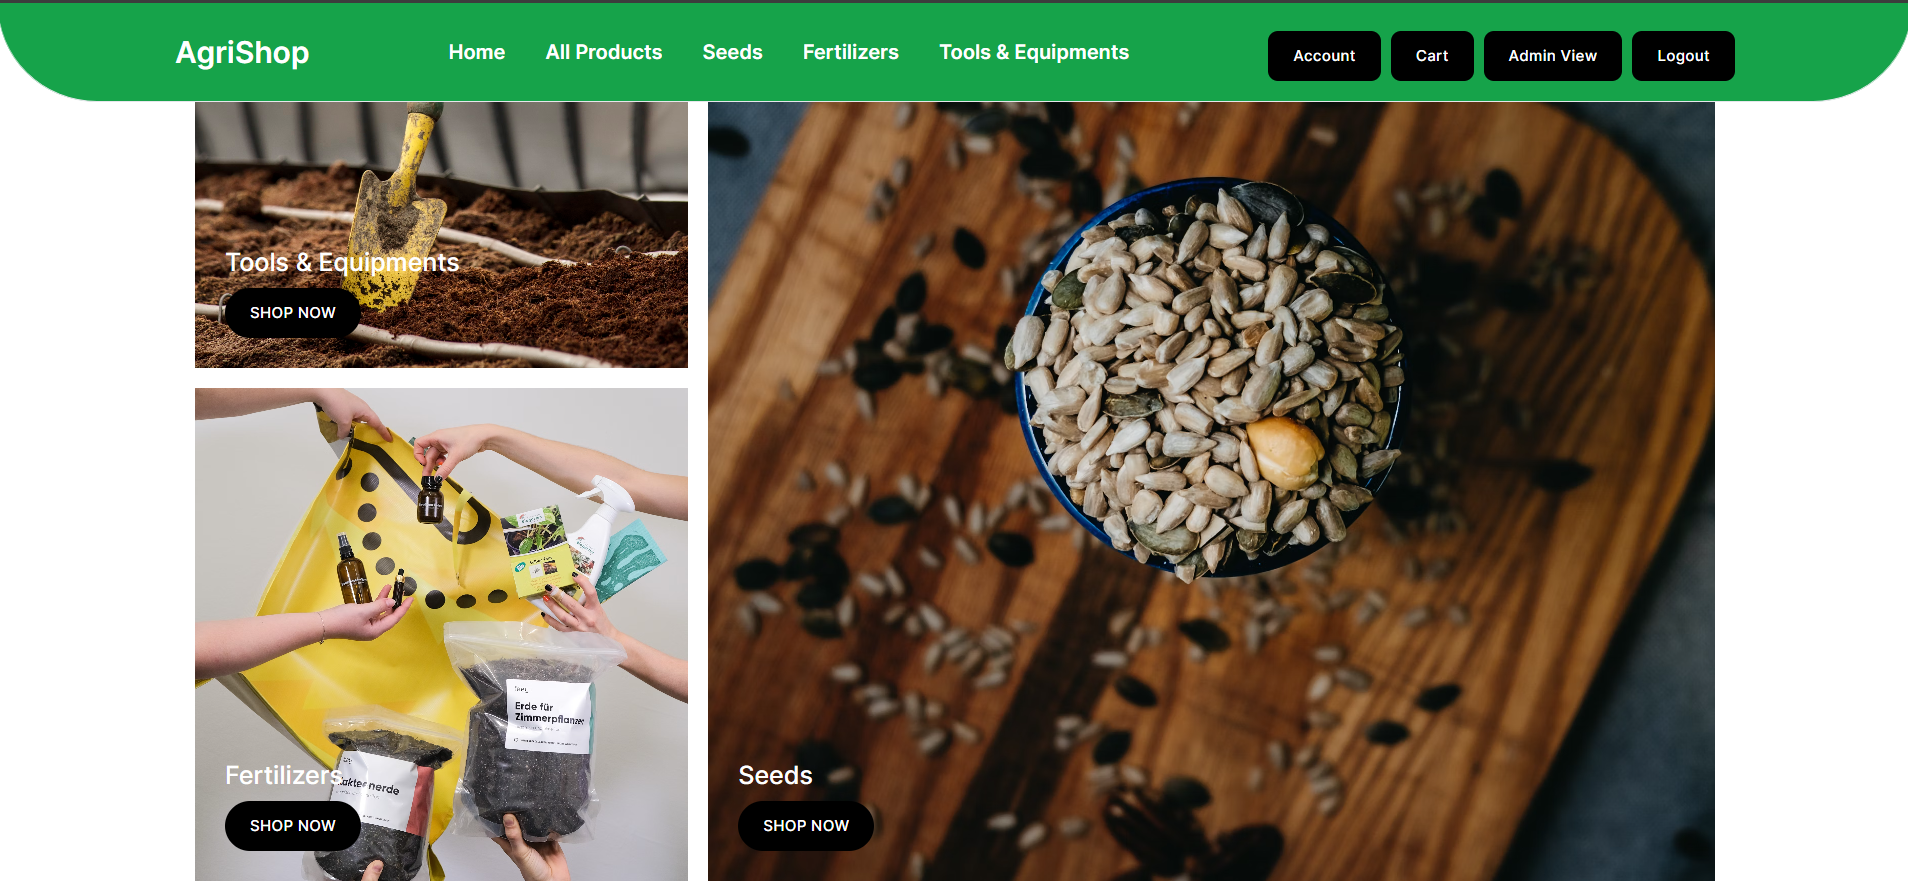 AgriShop
Home
All Products
Seeds
Fertilizers
Tools & Equipments
Account
Cart
Admin View
Logout
Tools & Equipments
SHOP NOW
Erde für
Zimmerpflanzen
Fertilizers
SHOP NOW
Seeds
SHOP NOW